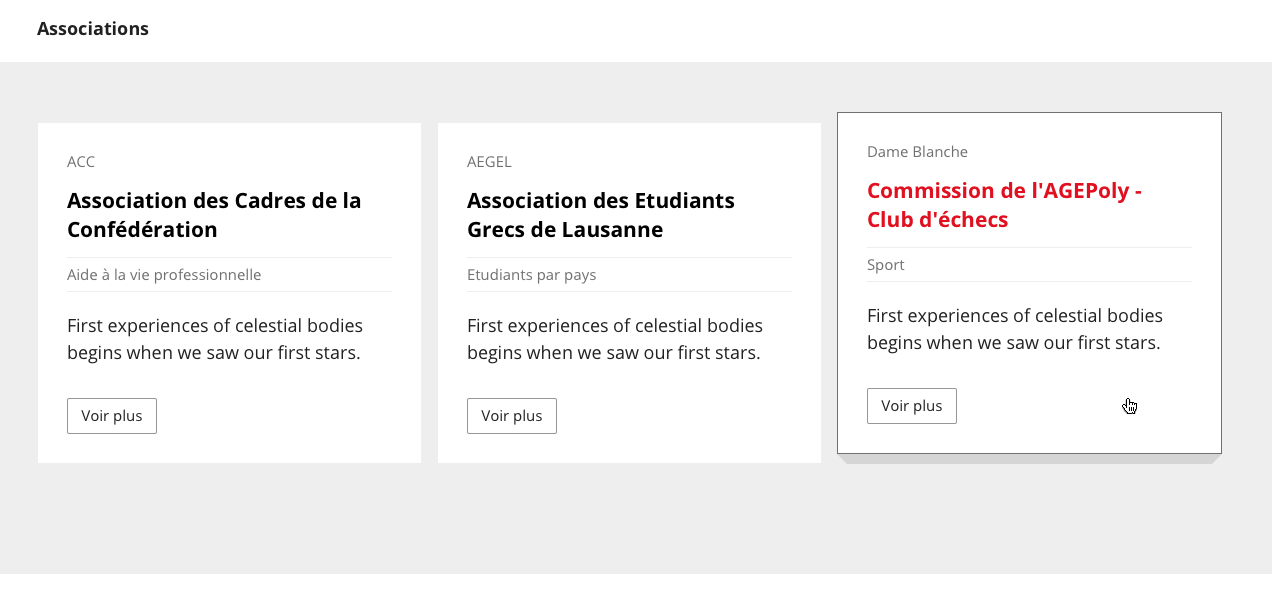 Associations
ACC
Association des Cadres de la
Confédération
Aide à la vie professionnelle
First experiences of celestial bodies
begins when we saw our first stars.
Voir plus
AEGEL
Association des Etudiants
Grecs de Lausanne
Etudiants par pays
First experiences of celestial bodies
begins when we saw our first stars.
Voir plus
Dame Blanche
Commission de l'AGEPoly -
Club d'échecs
Sport
First experiences of celestial bodies
begins when we saw our first stars.
Voir plus